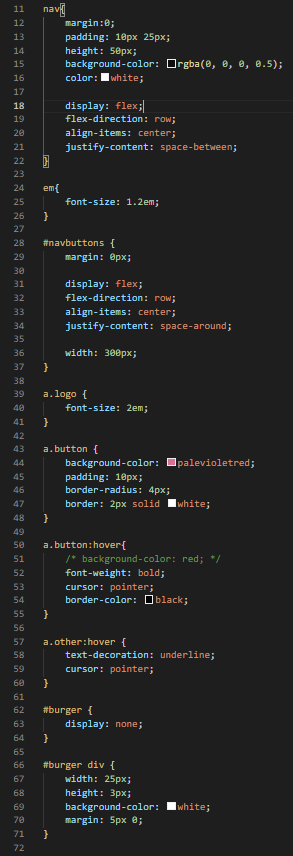 11 nav{
12 margin:0;
13 padding: 10px 25px;
14 height: 50px;
15 background-color: rgba(0, 0, 0, 0.5);
16 color: white;
17
18 display: flex;
19 flex-direction: row;
20 align-items: center;
21 justify-content: space-between;
22 }
23
24 em{
25 font-size: 1.2em;
26 }
27
28 #navbuttons {
29 margin: 0px;
30
31 display: flex;
32 flex-direction: row;
33 align-items: center;
34 justify-content: space-around;
35
36 width: 300px;
37 }
38
39 a.logo {
40 font-size: 2em;
41 }
42
43 a.button {
44 background-color: palevioletred;
45 padding: 10px;
46 border-radius: 4px;
47 border: 2px solid white;
48 }
49
50 a.button:hover{
51 /* background-color: red; */
52 font-weight: bold;
53 cursor: pointer;
54 border-color: black;
55 }
56
57 a.other:hover {
58 text-decoration: underline;
59 cursor: pointer;
60 }
61
62 #burger {
63 display: none;
64 }
65
66 #burger div {
67 width: 25px;
68 height: 3px;
69 background-color: white;
70 margin: 5px 0;
71 }
72